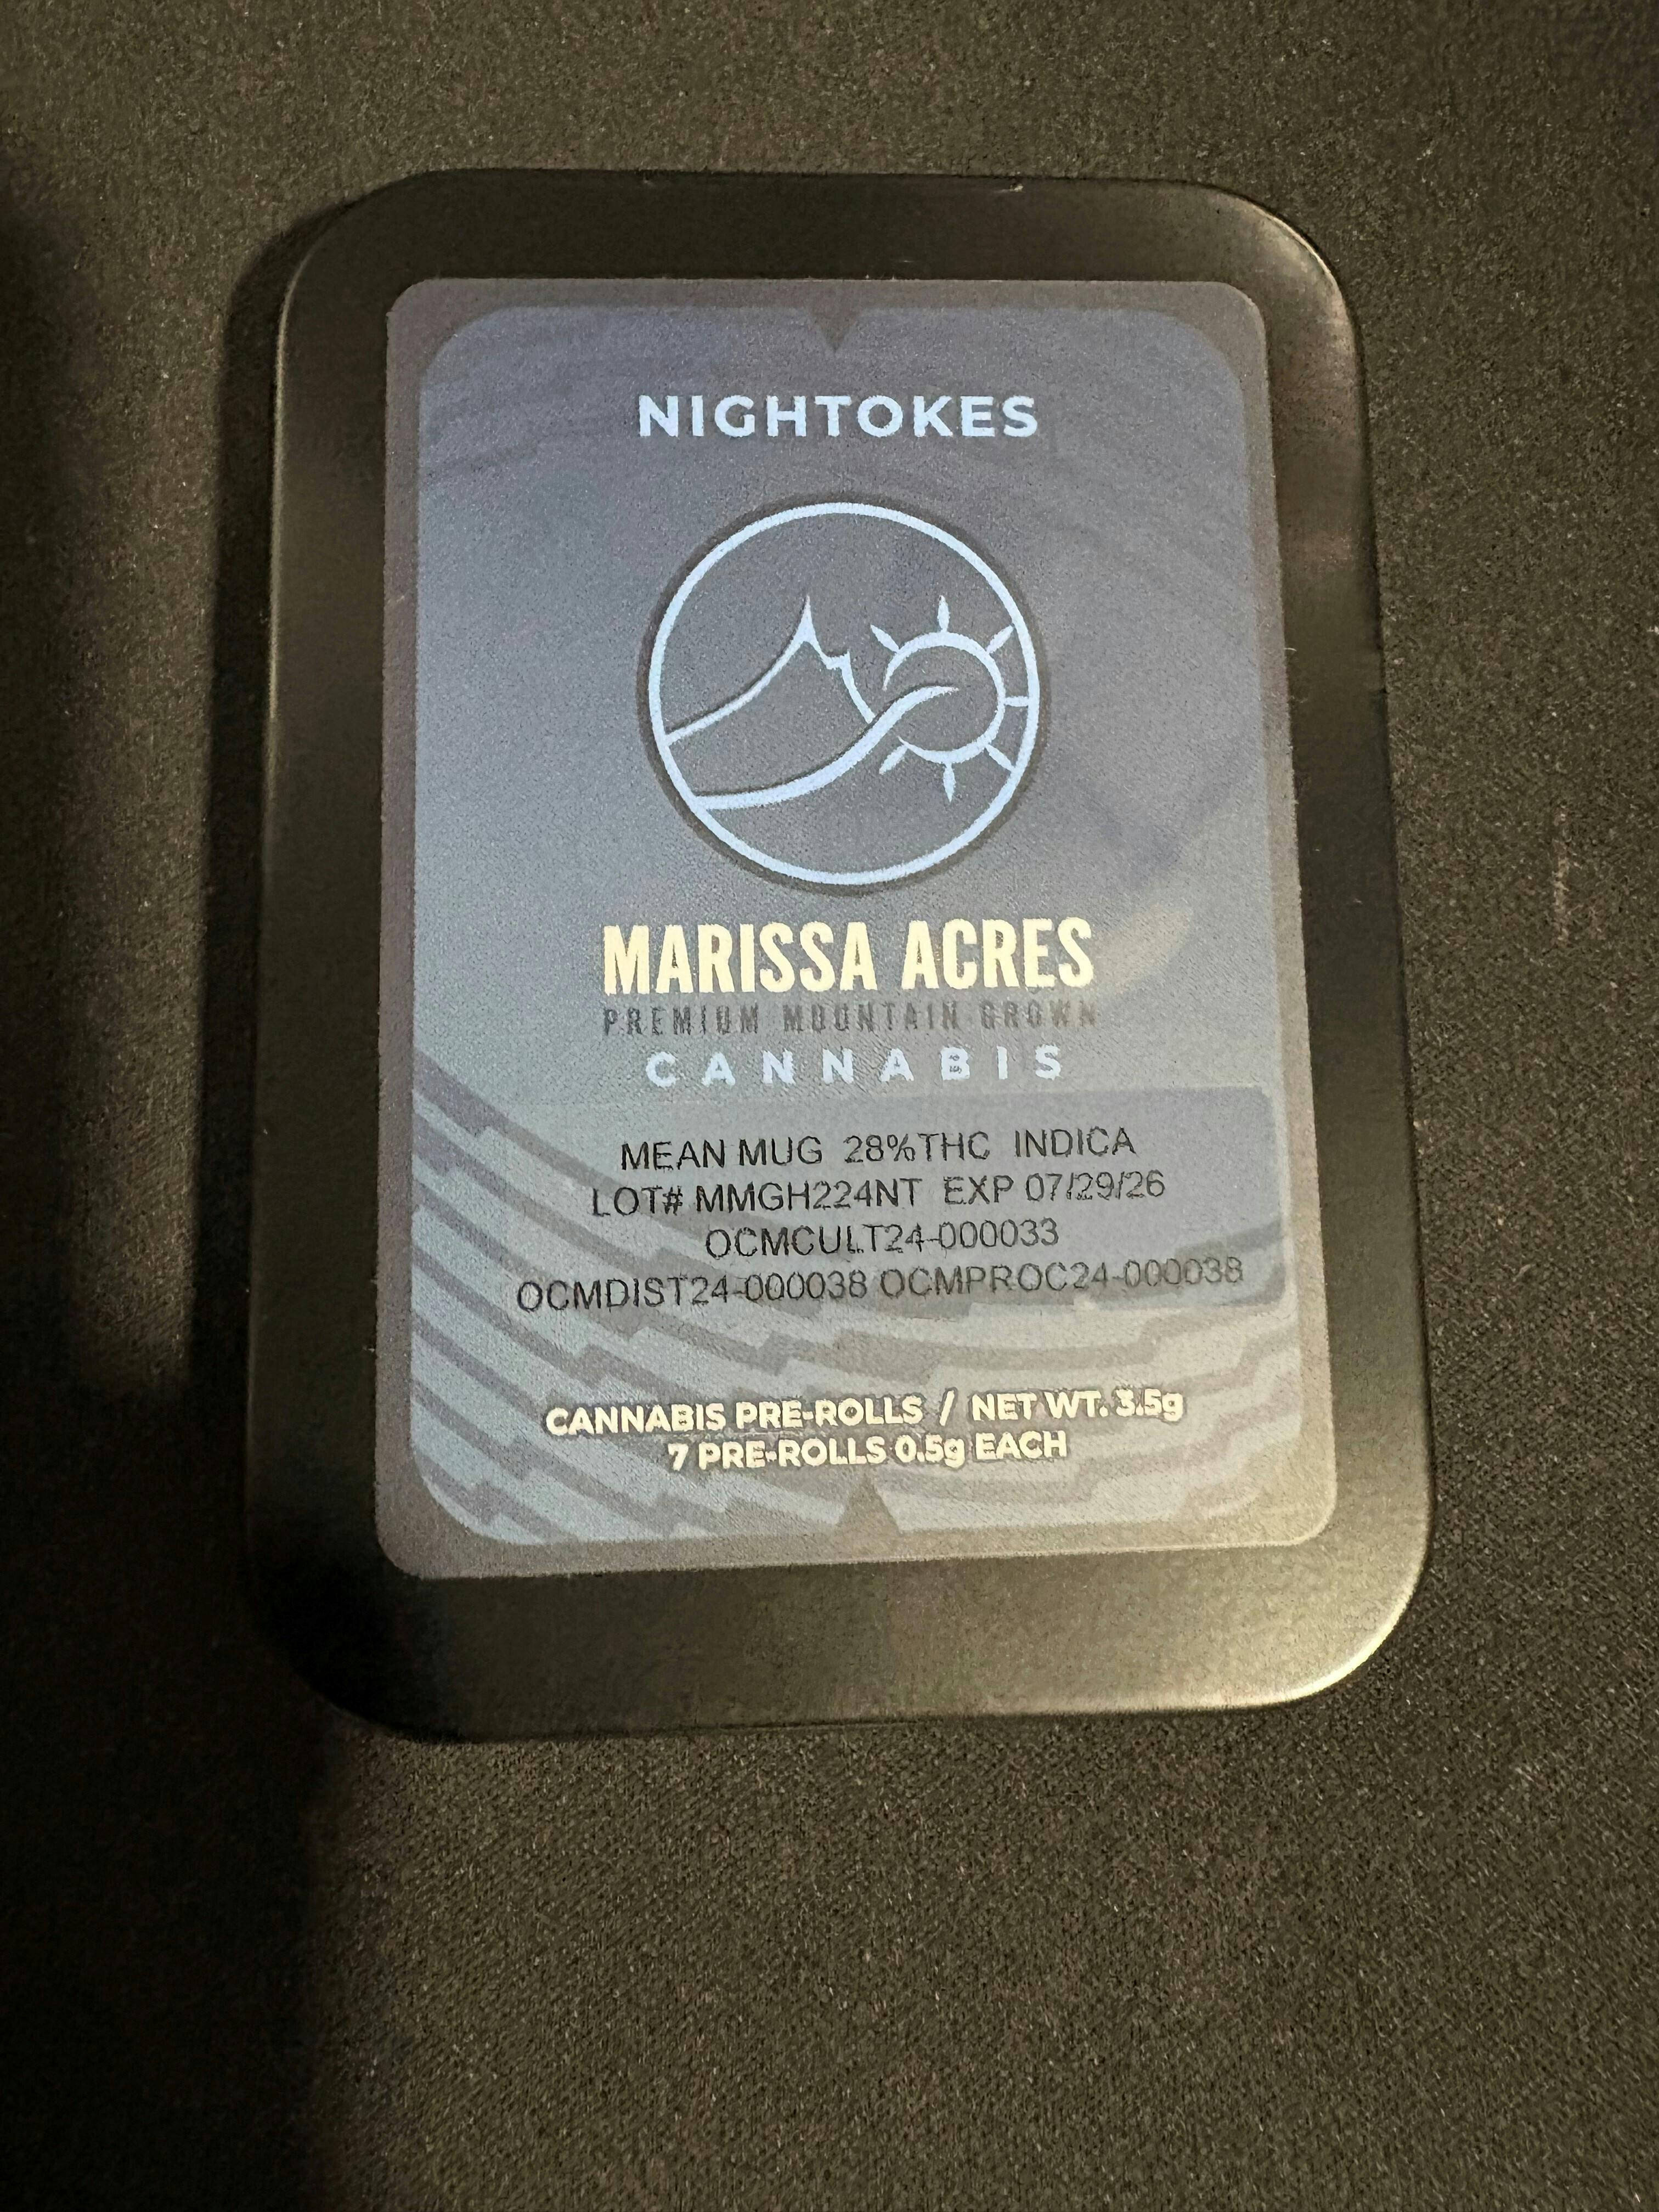 NIGHTOKES
MARISSA ACRES
PREMIUM MOUNTAIN GROWN
CANNABIS
MEAN MUG 28%THC INDICA
LOT# MMGH224NT EXP 07/29/26
OCMCULT24-000033
OCMDIST24-000038 OCMPROC24-000038
CANNABIS PRE-ROLLS / NET WT. 3.5g
7 PRE-ROLLS 0.5g EACH